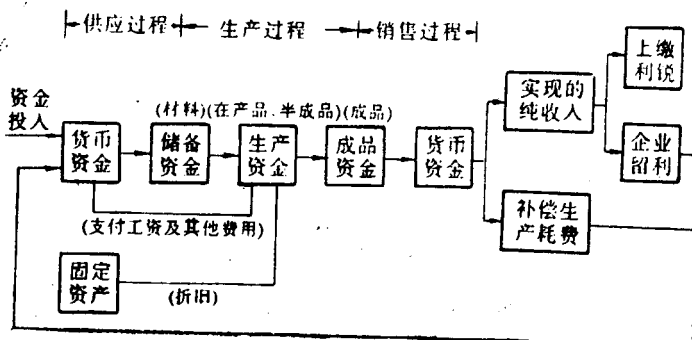 供应过程 生产过程 销售过程
上缴
利税
资金
投入
(材料)(在产品、半成品)(成品)
实现的
纯收入
货币
资金
储备
资金
生产
资金
成品
资金
货币
资金
企业
留利
(支付工资及其他费用)
补偿生
产耗费
固定
资产
(折旧)